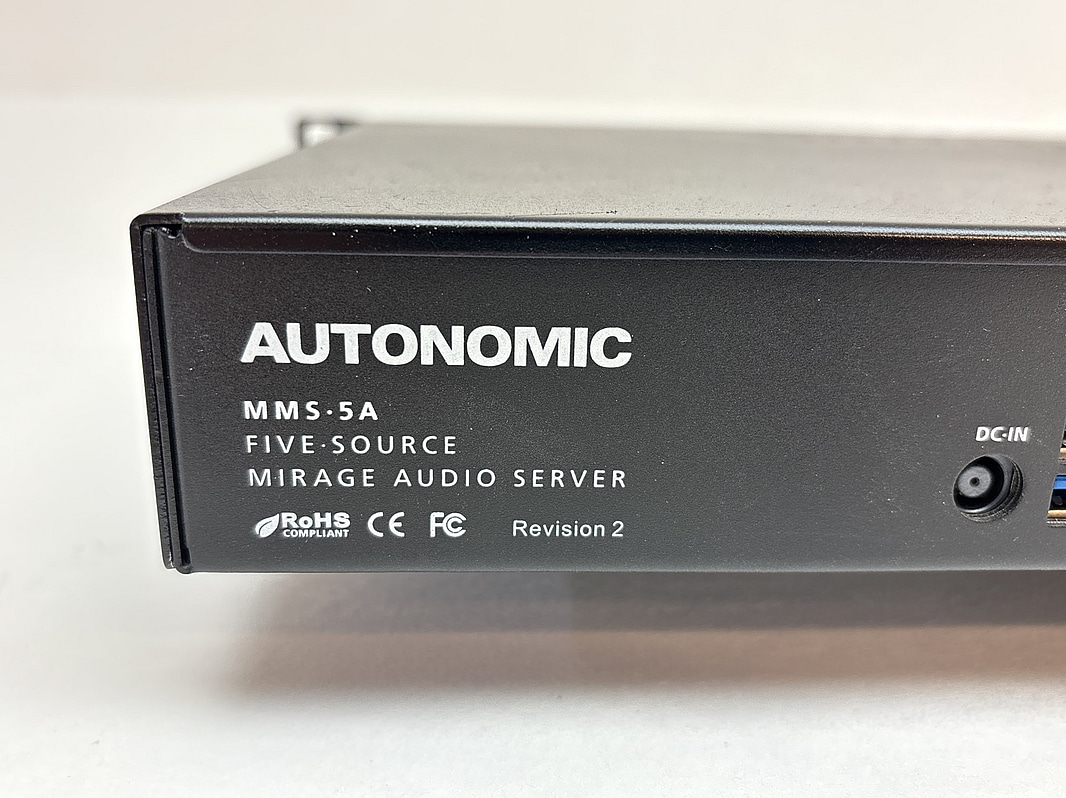 AUTONOMIC
MMS·5A
FIVE·SOURCE
MIRAGE AUDIO SERVER
RoHS
COMPLIANT
CE FC Revision 2
DC-IN